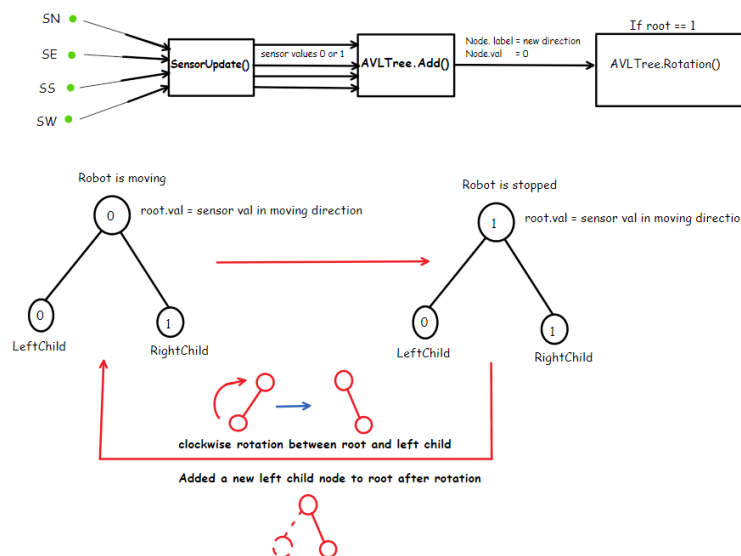 SN
SE
SS
SW
SensorUpdate()
sensor values 0 or 1
AVLTree.Add()
Node. label = new direction
Node.val = 0
If root == 1
AVLTree.Rotation()
Robot is moving
0
root.val = sensor val in moving direction
0
LeftChild
1
RightChild
Robot is stopped
1
root.val = sensor val in moving directio
0
LeftChild
1
RightChild
clockwise rotation between root and left child
Added a new left child node to root after rotation